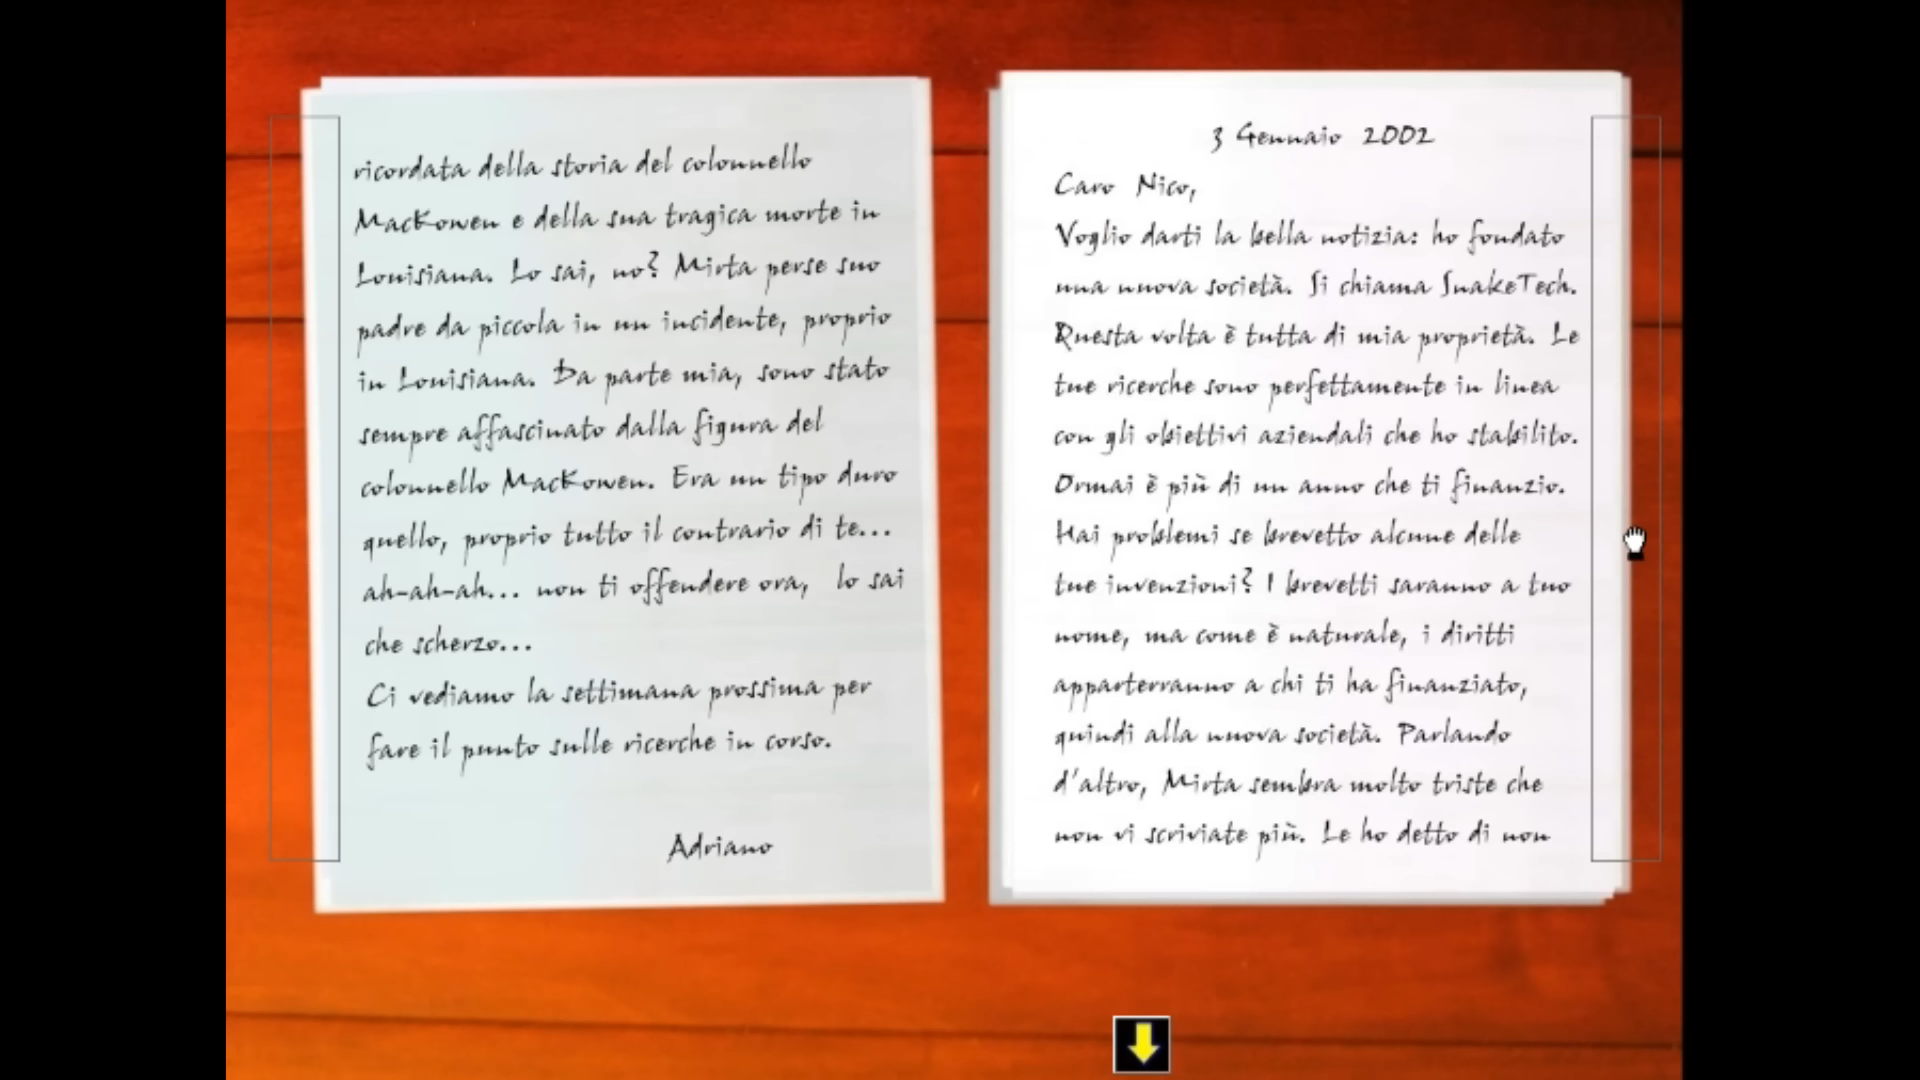 ricordata della storia del colonnello
MacKowen e della sua tragica morte in
Louisiana. Lo sai, no? Mirta perse suo
padre da piccola in un incidente, proprio
in Louisiana. Da parte mia, sono stato
sempre affascinato dalla figura del
colonnello MacKowen. Era un tipo duro
quello, proprio tutto il contrario di te...
ah-ah-ah... non ti offendere ora, lo sai
che scherzo...
Ci vediamo la settimana prossima per
fare il punto sulle ricerche in corso.
Adriano
3 Gennaio 2002
Caro Nico,
Voglio darti la bella notizia: ho fondato
una nuova società. Si chiama SnakeTech.
Questa volta è tutta di mia proprietà. Le
tue ricerche sono perfettamente in linea
con gli obiettivi aziendali che ho stabilito.
Ormai è più di un anno che ti finanzio.
Hai problemi se brevetto alcune delle
tue invenzioni? I brevetti saranno a tuo
nome, ma come è naturale, i diritti
apparterranno a chi ti ha finanziato,
quindi alla nuova società. Parlando
d'altro, Mirta sembra molto triste che
non vi scriviate più. Le ho detto di non